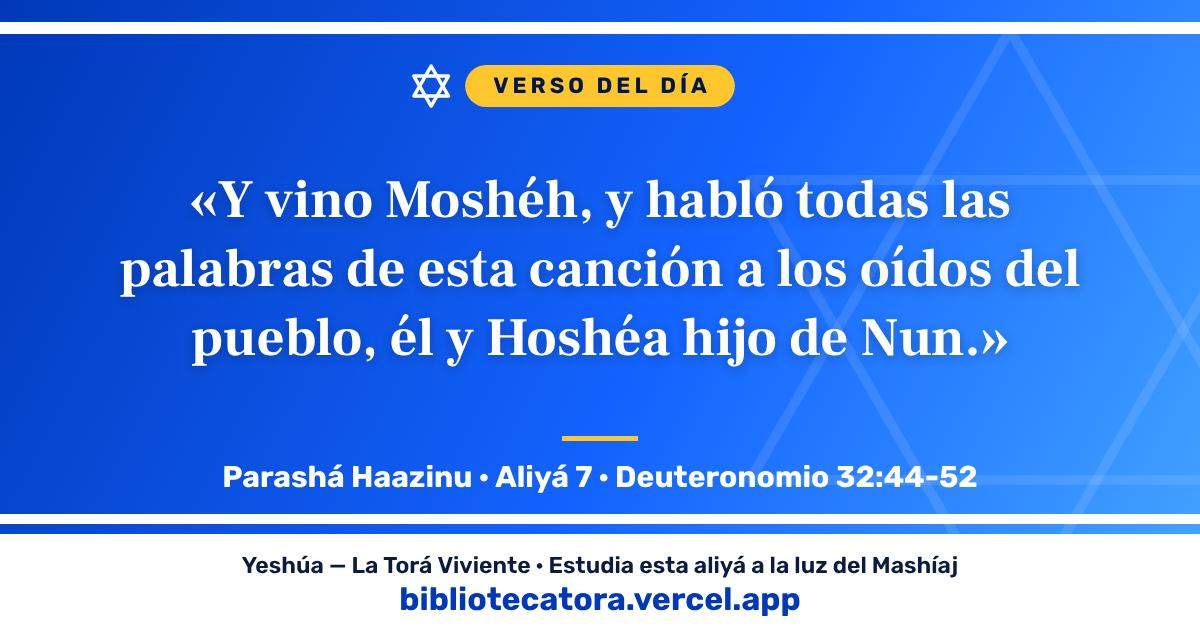 VERSO DEL DÍA
«Y vino Moshéh, y habló todas las
palabras de esta canción a los oídos del
pueblo, él y Hoshéa hijo de Nun.»
Parashá Haazinu • Aliyá 7 • Deuteronomio 32:44-52
Yeshúa — La Torá Viviente • Estudia esta aliyá a la luz del Mashíaj
bibliotecatora.vercel.app